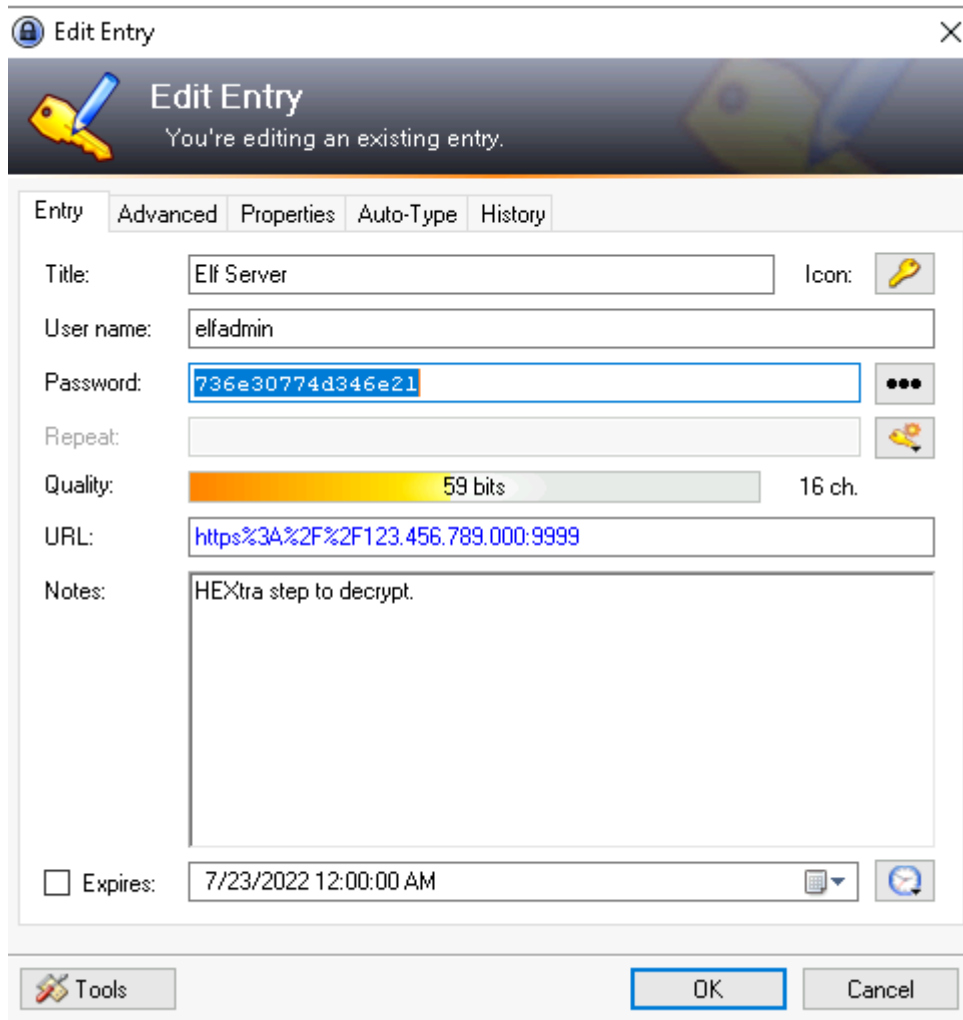 Edit Entry
Edit Entry
You're editing an existing entry.
Entry Advanced Properties Auto-Type History
Title: Elf Server Icon:
User name: elfadmin
Password: 736e30774d346e21
Repeat:
Quality: 59 bits 16 ch.
URL: https%3A%2F%2F123.456.789.000:9999
Notes: HEXtra step to decrypt.
Expires: 7/23/2022 12:00:00 AM
Tools OK Cancel